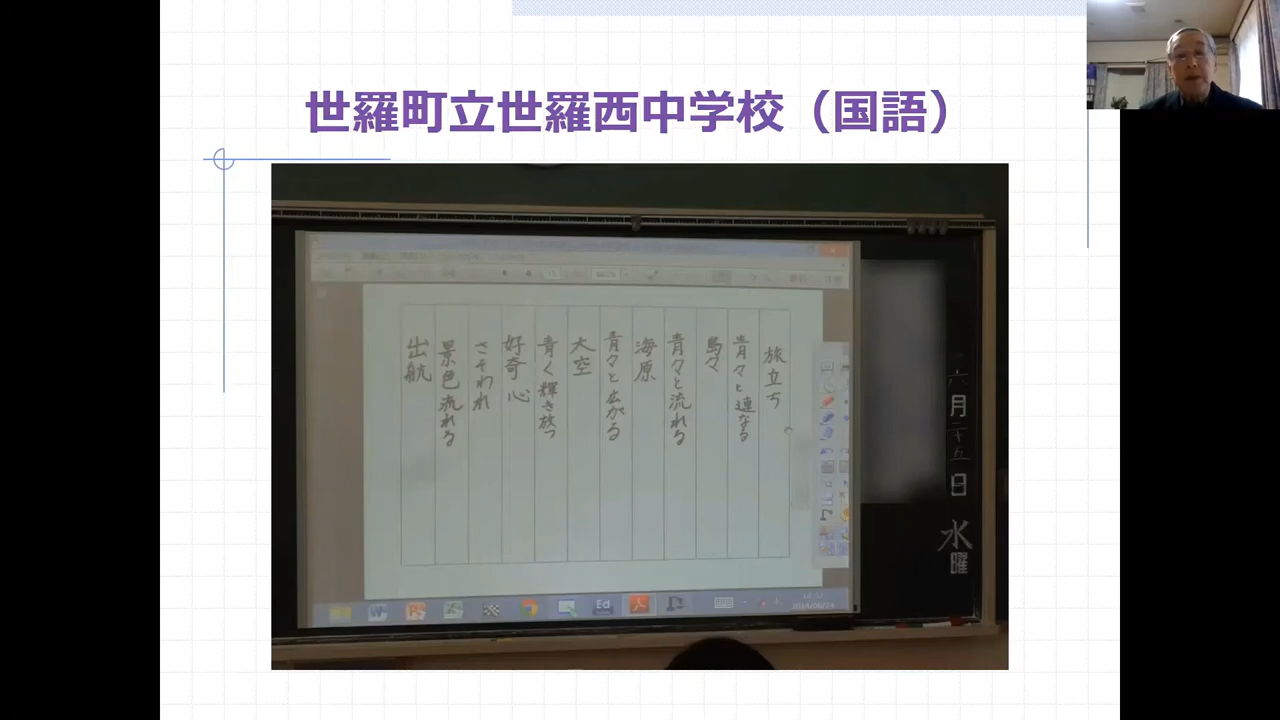 世羅町立世羅西中学校（国語）
旅立ち
青々と連なる
島々
青々と流れる
海原
青々と広がる
大空
青く輝き放つ
好奇心
さそわれ
景色流れる
出航
六月二十五日
水曜
Ed